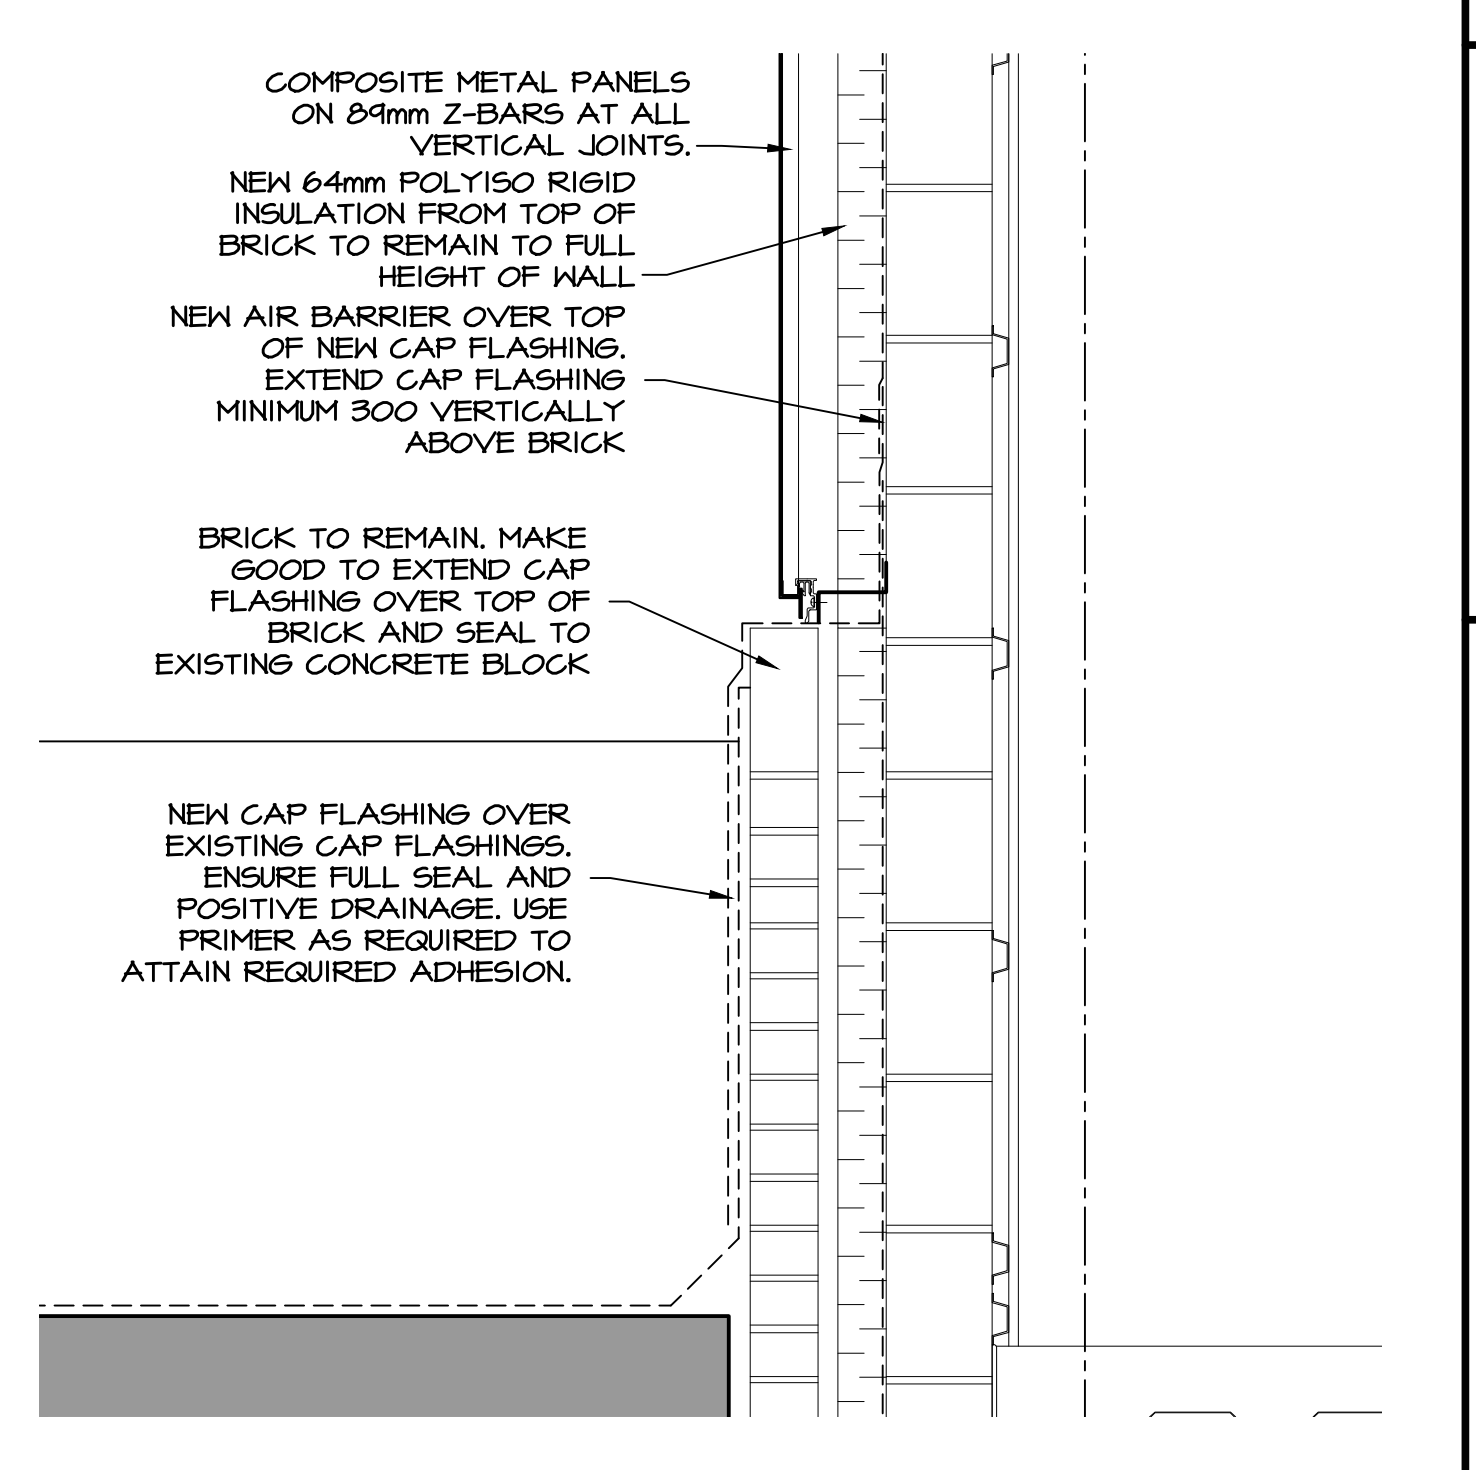 COMPOSITE METAL PANELS
ON 89mm Z-BARS AT ALL
VERTICAL JOINTS.
NEW 64mm POLYISO RIGID
INSULATION FROM TOP OF
BRICK TO REMAIN TO FULL
HEIGHT OF WALL
NEW AIR BARRIER OVER TOP
OF NEW CAP FLASHING.
EXTEND CAP FLASHING
MINIMUM 300 VERTICALLY
ABOVE BRICK
BRICK TO REMAIN. MAKE
GOOD TO EXTEND CAP
FLASHING OVER TOP OF
BRICK AND SEAL TO
EXISTING CONCRETE BLOCK
NEW CAP FLASHING OVER
EXISTING CAP FLASHINGS.
ENSURE FULL SEAL AND
POSITIVE DRAINAGE. USE
PRIMER AS REQUIRED TO
ATTAIN REQUIRED ADHESION.